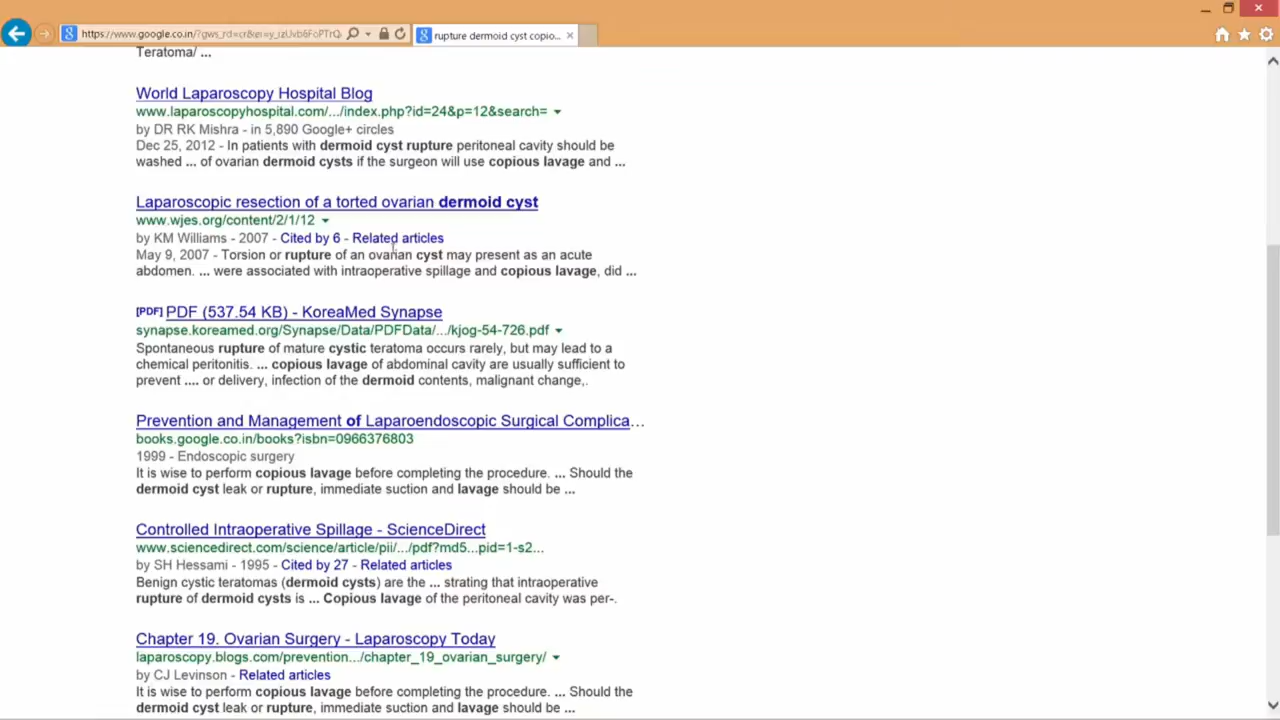 https://www.google.co.in/?gws_rd=cr&ei=
rupture dermoid cyst copio...
Teratoma/ ...
World Laparoscopy Hospital Blog
www.laparoscopyhospital.com/.../index.php?id=24&p=12&search=
by DR RK Mishra - in 5,890 Google+ circles
Dec 25, 2012 - In patients with dermoid cyst rupture peritoneal cavity should be
washed ... of ovarian dermoid cysts if the surgeon will use copious lavage and ...
Laparoscopic resection of a torted ovarian dermoid cyst
www.wjes.org/content/2/1/12
by KM Williams - 2007 - Cited by 6 - Related articles
May 9, 2007 - Torsion or rupture of an ovarian cyst may present as an acute
abdomen. ... were associated with intraoperative spillage and copious lavage, did ...
[PDF] PDF (537.54 KB) - KoreaMed Synapse
synapse.koreamed.org/Synapse/Data/PDFData/.../kjog-54-726.pdf
Spontaneous rupture of mature cystic teratoma occurs rarely, but may lead to a
chemical peritonitis. ... copious lavage of abdominal cavity are usually sufficient to
prevent .... or delivery, infection of the dermoid contents, malignant change,.
Prevention and Management of Laparoendoscopic Surgical Complica...
books.google.co.in/books?isbn=0966376803
1999 - Endoscopic surgery
It is wise to perform copious lavage before completing the procedure. ... Should the
dermoid cyst leak or rupture, immediate suction and lavage should be ...
Controlled Intraoperative Spillage - ScienceDirect
www.sciencedirect.com/science/article/pii/.../pdf?md5...pid=1-s2...
by SH Hessami - 1995 - Cited by 27 - Related articles
Benign cystic teratomas (dermoid cysts) are the ... strating that intraoperative
rupture of dermoid cysts is ... Copious lavage of the peritoneal cavity was per-.
Chapter 19. Ovarian Surgery - Laparoscopy Today
laparoscopy.blogs.com/prevention.../chapter_19_ovarian_surgery/
by CJ Levinson - Related articles
It is wise to perform copious lavage before completing the procedure. ... Should the
dermoid cyst leak or rupture, immediate suction and lavage should be ...